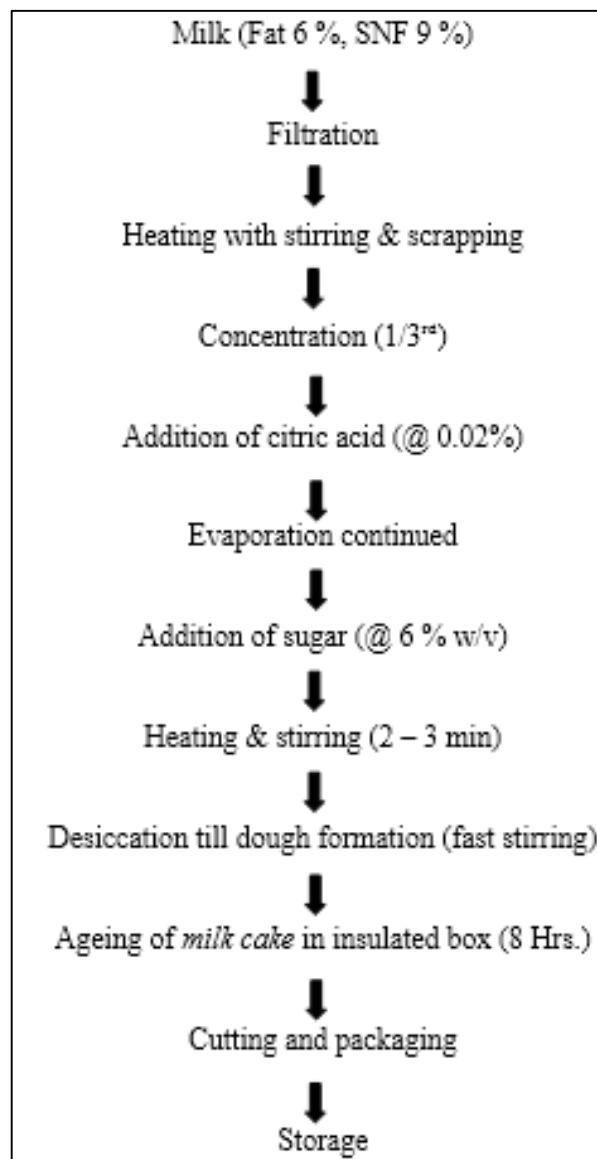 Milk (Fat 6 %, SNF 9 %)
Filtration
Heating with stirring & scrapping
Concentration (1/3rd)
Addition of citric acid (@ 0.02%)
Evaporation continued
Addition of sugar (@ 6 % w/v)
Heating & stirring (2 – 3 min)
Desiccation till dough formation (fast stirring)
Ageing of milk cake in insulated box (8 Hrs.)
Cutting and packaging
Storage